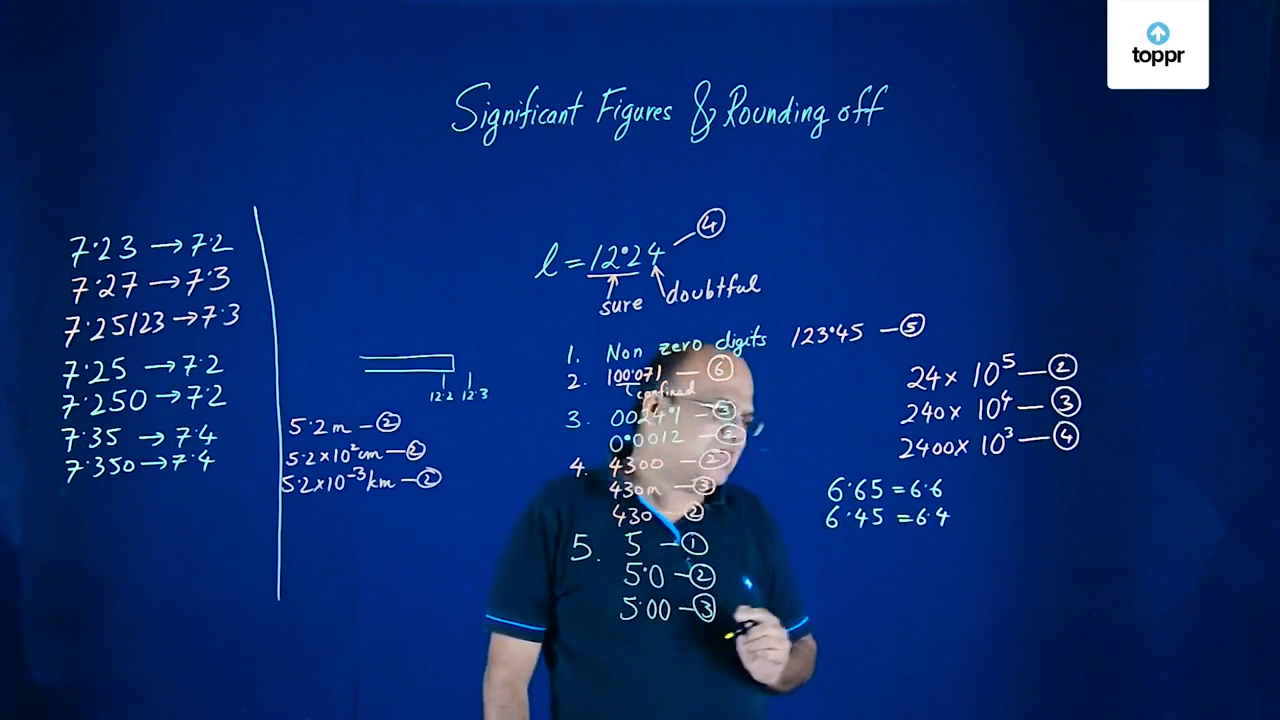 toppr
Significant Figures & Rounding off
7.23 → 7.2
7.27 → 7.3
7.25123 → 7.3
7.25 → 7.2
7.250 → 7.2
7.35 → 7.4
7.350 → 7.4
12.2 12.3
5.2m – 2
5.2×10²cm – 2
5.2×10⁻³km – 2
l = 12.24 – 4
sure doubtful
1. Non zero digits 123.45 – 5
2. 100.071 – 6
confined
3. 00249 – 3
0.0012 – 2
4. 4300 – 2
430m – 3
430 – 2
5. 5 – 1
5.0 – 2
5.00 – 3
24× 10⁵ – 2
240× 10⁴ – 3
2400× 10³ – 4
6.65 = 6.6
6.45 = 6.4